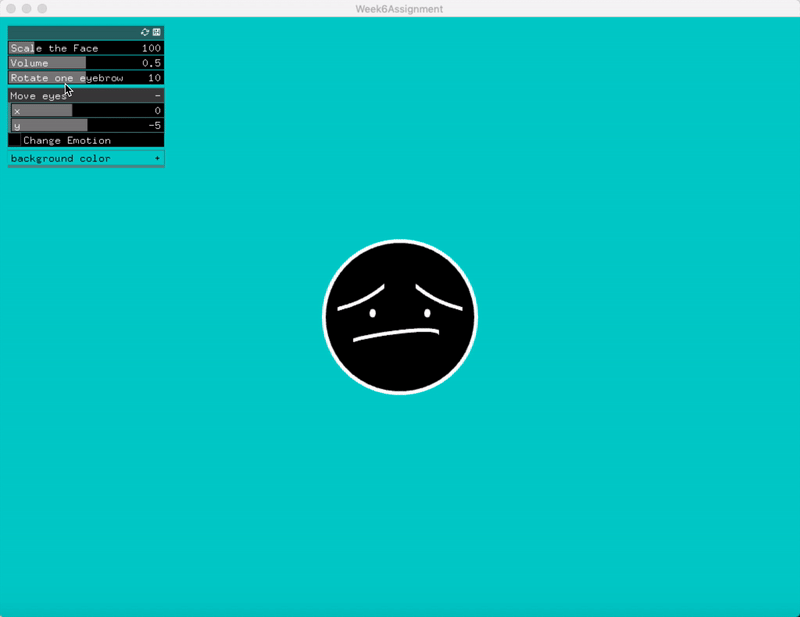 Week6Assignment
Scale the Face 100
Volume 0.5
Rotate one eyebrow 10
Move eyes -
x 0
y -5
Change Emotion
background color +